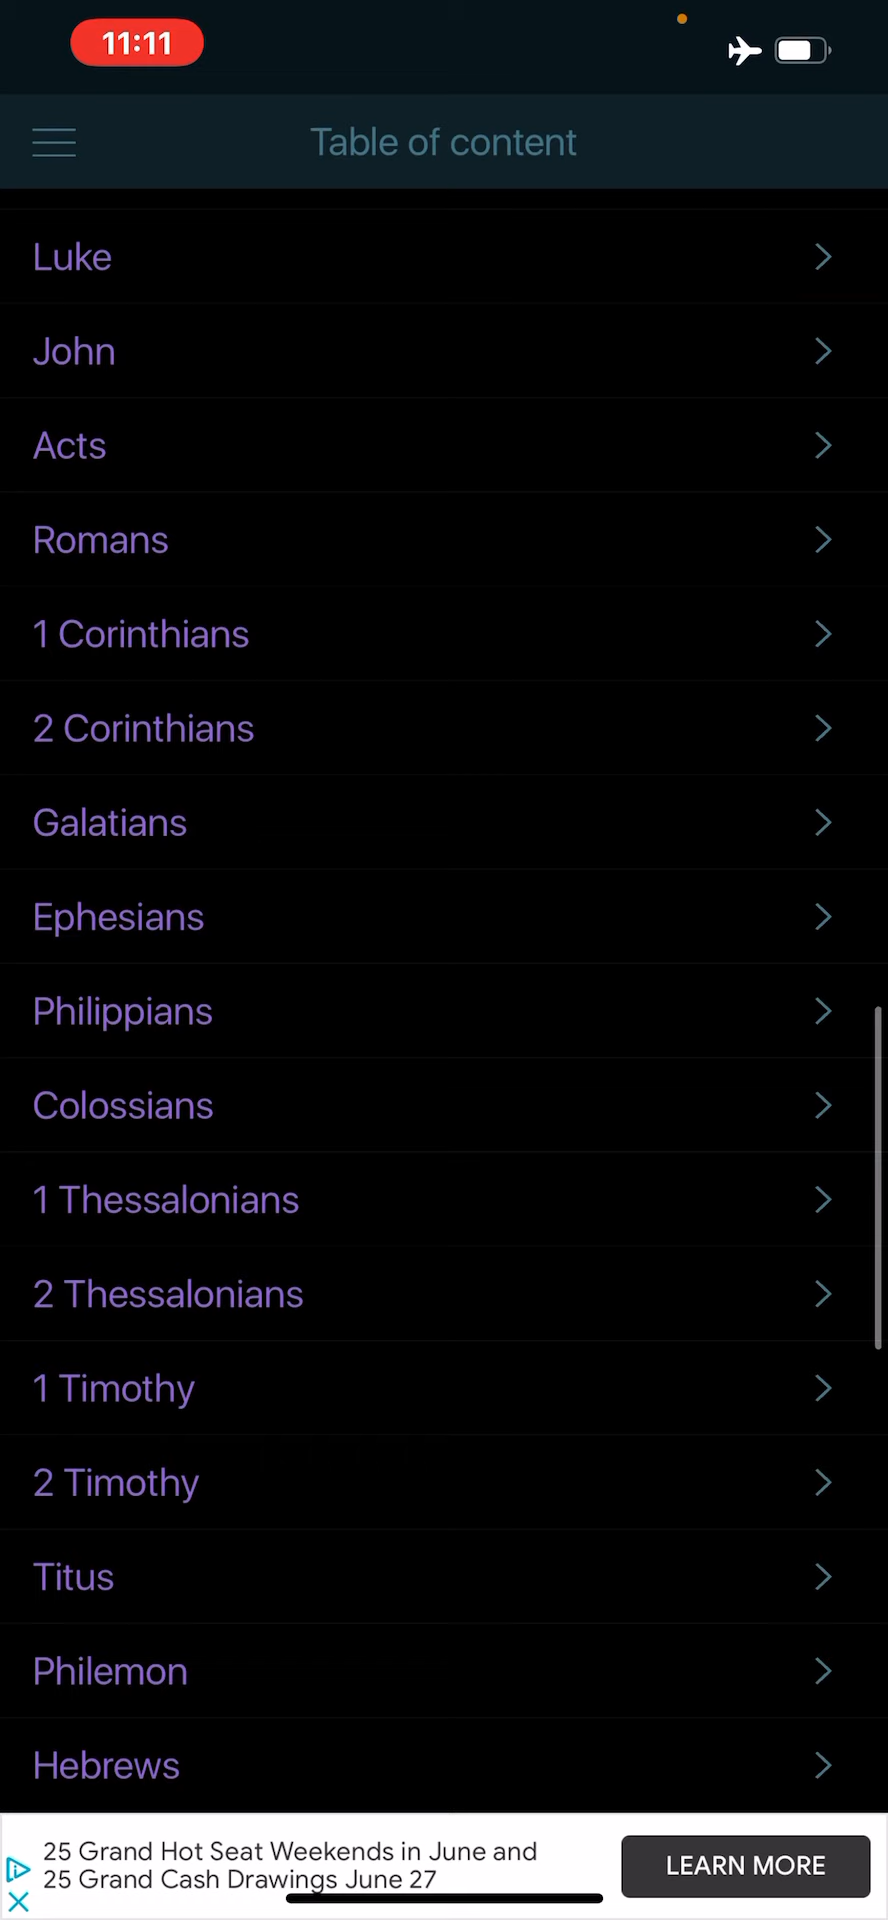 11:11
Table of content
Luke
John
Acts
Romans
1 Corinthians
2 Corinthians
Galatians
Ephesians
Philippians
Colossians
1 Thessalonians
2 Thessalonians
1 Timothy
2 Timothy
Titus
Philemon
Hebrews
25 Grand Hot Seat Weekends in June and
25 Grand Cash Drawings June 27
LEARN MORE